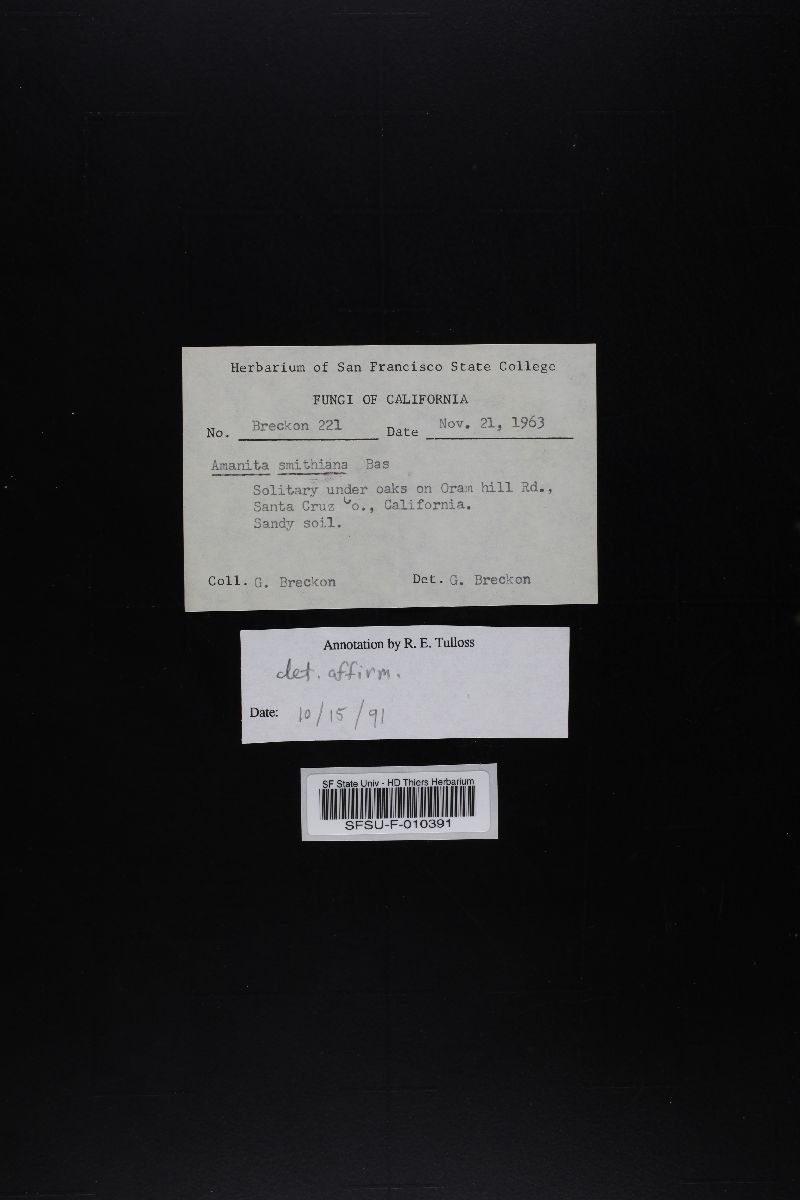 Herbarium of San Francisco State College
FUNGI OF CALIFORNIA
No. Breckon 221 Date Nov. 21, 1963
Amanita smithiana Bas
Solitary under oaks on Oram hill Rd.,
Santa Cruz Co., California.
Sandy soil.
Coll. G. Breckon Det. G. Breckon
Annotation by R. E. Tulloss
det. affirm.
Date: 10/15/91
SF State Univ - HD Thiers Herbarium
SFSU-F-010391